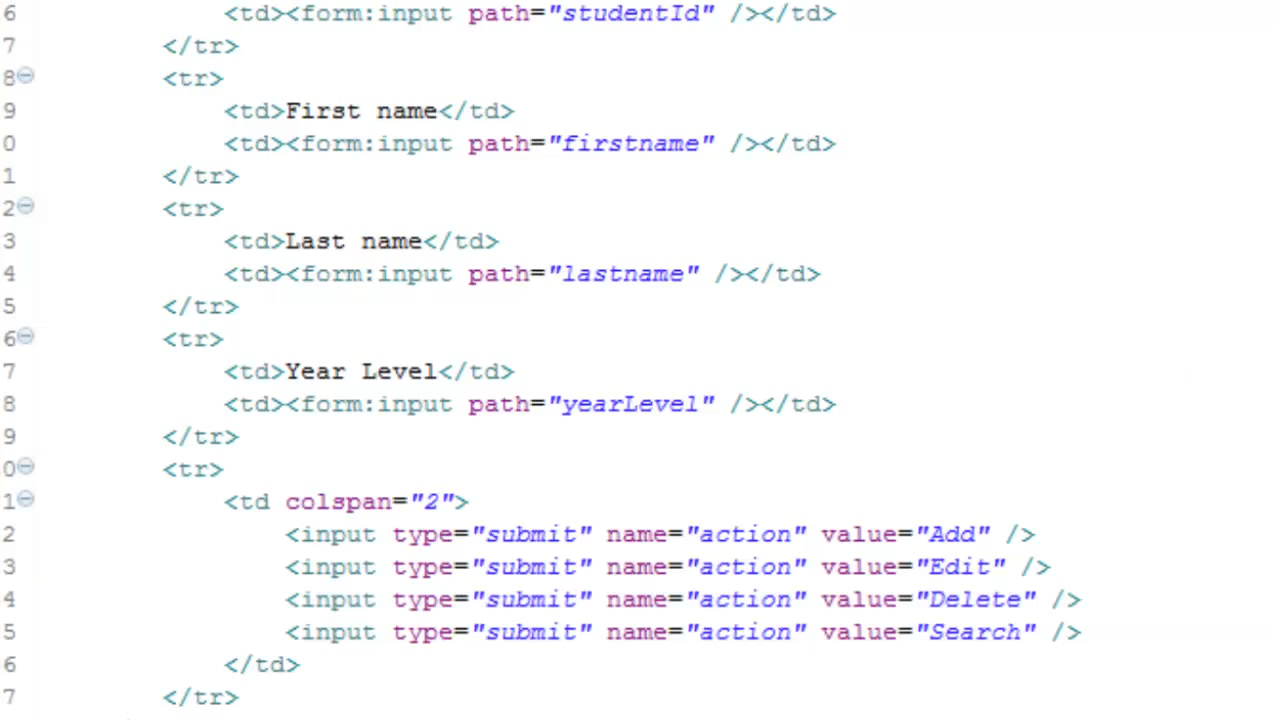 6 <td><form:input path="studentId" /></td>
7 </tr>
8 <tr>
9 <td>First name</td>
0 <td><form:input path="firstname" /></td>
1 </tr>
2 <tr>
3 <td>Last name</td>
4 <td><form:input path="lastname" /></td>
5 </tr>
6 <tr>
7 <td>Year Level</td>
8 <td><form:input path="yearLevel" /></td>
9 </tr>
0 <tr>
1 <td colspan="2">
2 <input type="submit" name="action" value="Add" />
3 <input type="submit" name="action" value="Edit" />
4 <input type="submit" name="action" value="Delete" />
5 <input type="submit" name="action" value="Search" />
6 </td>
7 </tr>